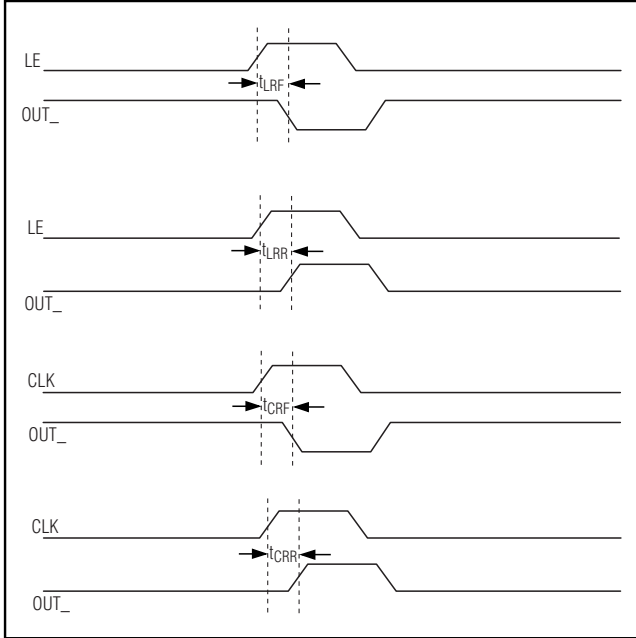 LE
tLRF
OUT_
LE
tLRR
OUT_
CLK
tCRF
OUT_
CLK
tCRR
OUT_